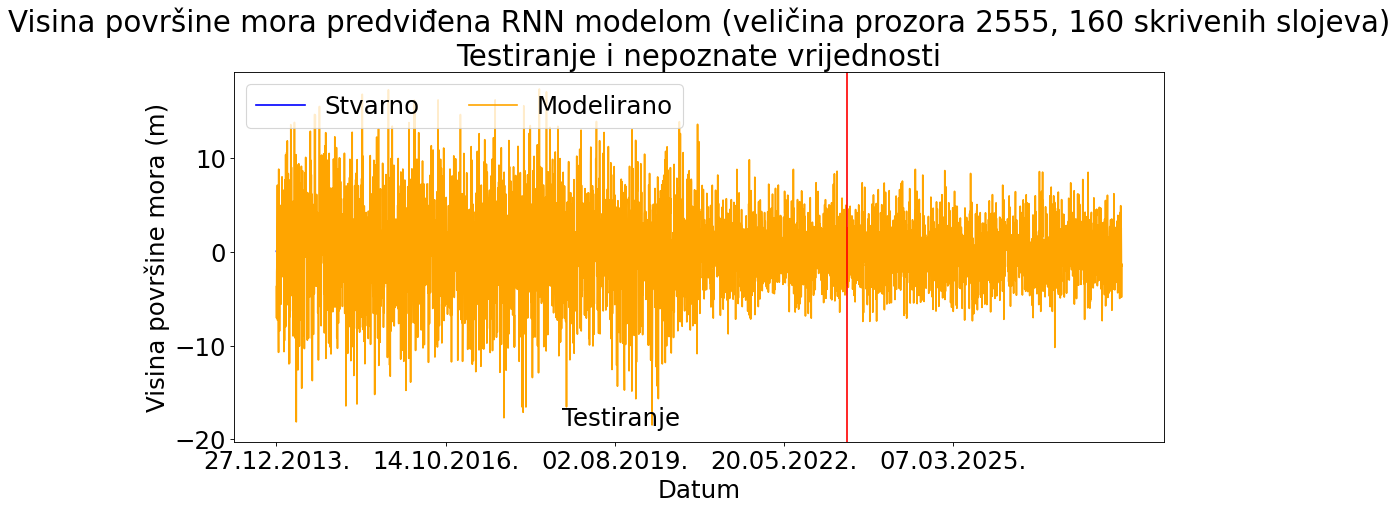 Visina površine mora predviđena RNN modelom (veličina prozora 2555, 160 skrivenih slojeva)
Testiranje i nepoznate vrijednosti
Stvarno
Modelirano
Visina površine mora (m)
10
0
−10
−20
Testiranje
27.12.2013.
14.10.2016.
02.08.2019.
20.05.2022.
07.03.2025.
Datum